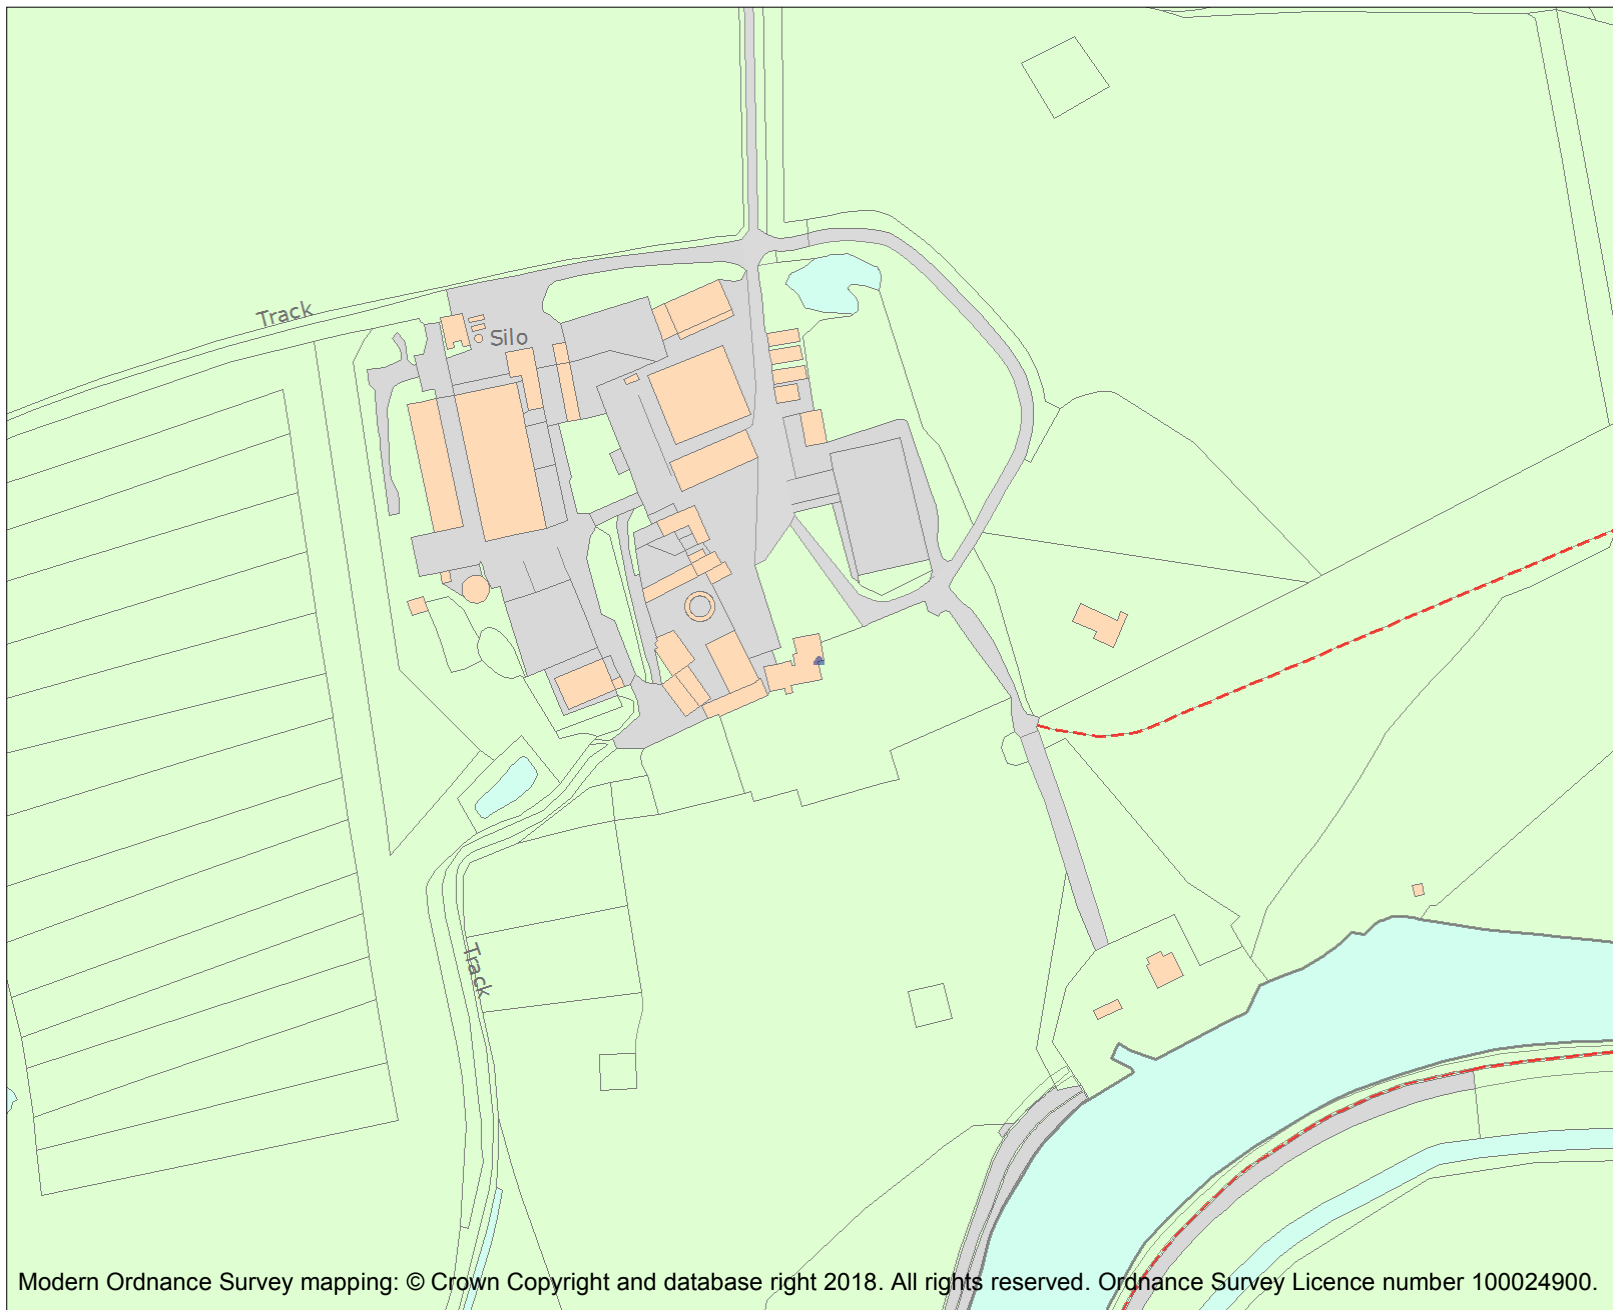 Track
Silo
Track
Modern Ordnance Survey mapping: © Crown Copyright and database right 2018. All rights reserved. Ordnance Survey Licence number 100024900.